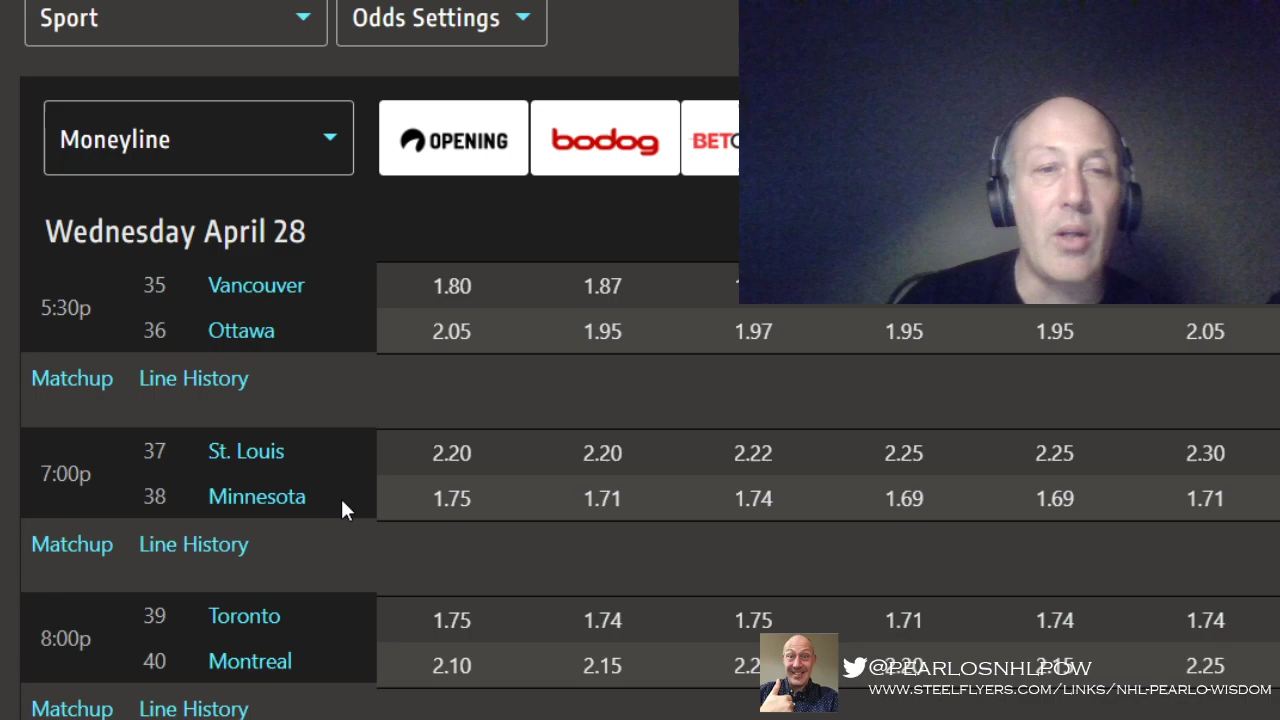 Sport
Odds Settings
Moneyline
OPENING
bodog
Wednesday April 28
5:30p
35 Vancouver 1.80 1.87
36 Ottawa 2.05 1.95 1.97 1.95 1.95 2.05
Matchup Line History
7:00p
37 St. Louis 2.20 2.20 2.22 2.25 2.25 2.30
38 Minnesota 1.75 1.71 1.74 1.69 1.69 1.71
Matchup Line History
8:00p
39 Toronto 1.75 1.74 1.75 1.71 1.74 1.74
40 Montreal 2.10 2.15 2.20 2.15 2.25
@PEARLOSNHLPOW
WWW.STEELFLYERS.COM/LINKS/NHL-PEARLO-WISDOM
Matchup Line History